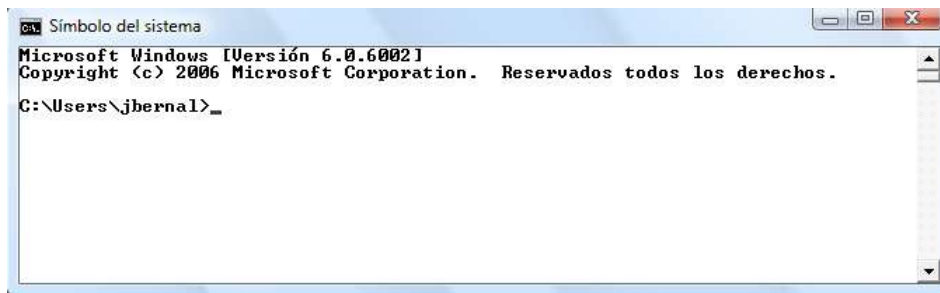 Símbolo del sistema
Microsoft Windows [Versión 6.0.6002]
Copyright (c) 2006 Microsoft Corporation.  Reservados todos los derechos.
C:\Users\jbernal>_